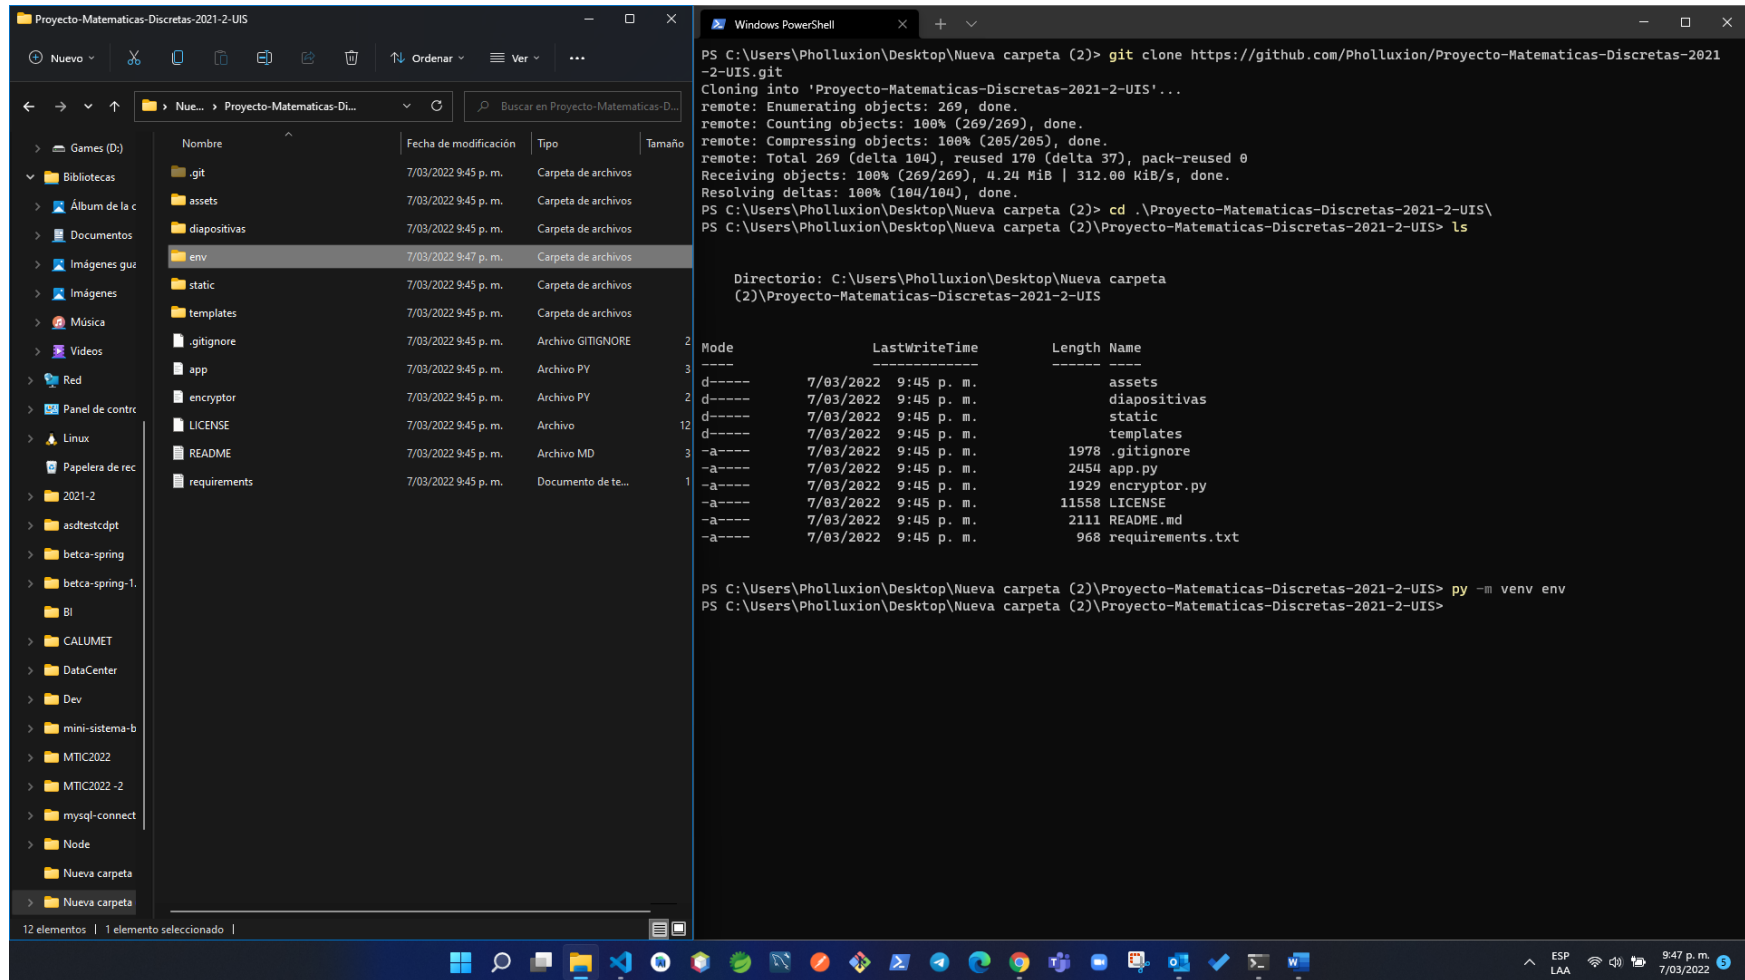 Proyecto-Matematicas-Discretas-2021-2-UIS
Nuevo
Ordenar
Ver
Nue... > Proyecto-Matematicas-Di...
Buscar en Proyecto-Matematicas-D...
Games (D:)
Bibliotecas
Álbum de la c
Documentos
Imágenes gua
Imágenes
Música
Videos
Red
Panel de contro
Linux
Papelera de rec
2021-2
asdtestcdpt
betca-spring
betca-spring-1.
BI
CALUMET
DataCenter
Dev
mini-sistema-b
MTIC2022
MTIC2022 -2
mysql-connect
Node
Nueva carpeta
Nueva carpeta
Nombre Fecha de modificación Tipo Tamaño
.git 7/03/2022 9:45 p. m. Carpeta de archivos
assets 7/03/2022 9:45 p. m. Carpeta de archivos
diapositivas 7/03/2022 9:45 p. m. Carpeta de archivos
env 7/03/2022 9:47 p. m. Carpeta de archivos
static 7/03/2022 9:45 p. m. Carpeta de archivos
templates 7/03/2022 9:45 p. m. Carpeta de archivos
.gitignore 7/03/2022 9:45 p. m. Archivo GITIGNORE 2
app 7/03/2022 9:45 p. m. Archivo PY 3
encryptor 7/03/2022 9:45 p. m. Archivo PY 2
LICENSE 7/03/2022 9:45 p. m. Archivo 12
README 7/03/2022 9:45 p. m. Archivo MD 3
requirements 7/03/2022 9:45 p. m. Documento de te... 1
12 elementos | 1 elemento seleccionado |
Windows PowerShell
PS C:\Users\Pholluxion\Desktop\Nueva carpeta (2)> git clone https://github.com/Pholluxion/Proyecto-Matematicas-Discretas-2021
-2-UIS.git
Cloning into 'Proyecto-Matematicas-Discretas-2021-2-UIS'...
remote: Enumerating objects: 269, done.
remote: Counting objects: 100% (269/269), done.
remote: Compressing objects: 100% (205/205), done.
remote: Total 269 (delta 104), reused 170 (delta 37), pack-reused 0
Receiving objects: 100% (269/269), 4.24 MiB | 312.00 KiB/s, done.
Resolving deltas: 100% (104/104), done.
PS C:\Users\Pholluxion\Desktop\Nueva carpeta (2)> cd .\Proyecto-Matematicas-Discretas-2021-2-UIS\
PS C:\Users\Pholluxion\Desktop\Nueva carpeta (2)\Proyecto-Matematicas-Discretas-2021-2-UIS> ls
Directorio: C:\Users\Pholluxion\Desktop\Nueva carpeta
(2)\Proyecto-Matematicas-Discretas-2021-2-UIS
Mode LastWriteTime Length Name
---- ------------- ------ ----
d----- 7/03/2022 9:45 p. m. assets
d----- 7/03/2022 9:45 p. m. diapositivas
d----- 7/03/2022 9:45 p. m. static
d----- 7/03/2022 9:45 p. m. templates
-a---- 7/03/2022 9:45 p. m. 1978 .gitignore
-a---- 7/03/2022 9:45 p. m. 2454 app.py
-a---- 7/03/2022 9:45 p. m. 1929 encryptor.py
-a---- 7/03/2022 9:45 p. m. 11558 LICENSE
-a---- 7/03/2022 9:45 p. m. 2111 README.md
-a---- 7/03/2022 9:45 p. m. 968 requirements.txt
PS C:\Users\Pholluxion\Desktop\Nueva carpeta (2)\Proyecto-Matematicas-Discretas-2021-2-UIS> py -m venv env
PS C:\Users\Pholluxion\Desktop\Nueva carpeta (2)\Proyecto-Matematicas-Discretas-2021-2-UIS>
ESP
LAA
9:47 p. m.
7/03/2022
5